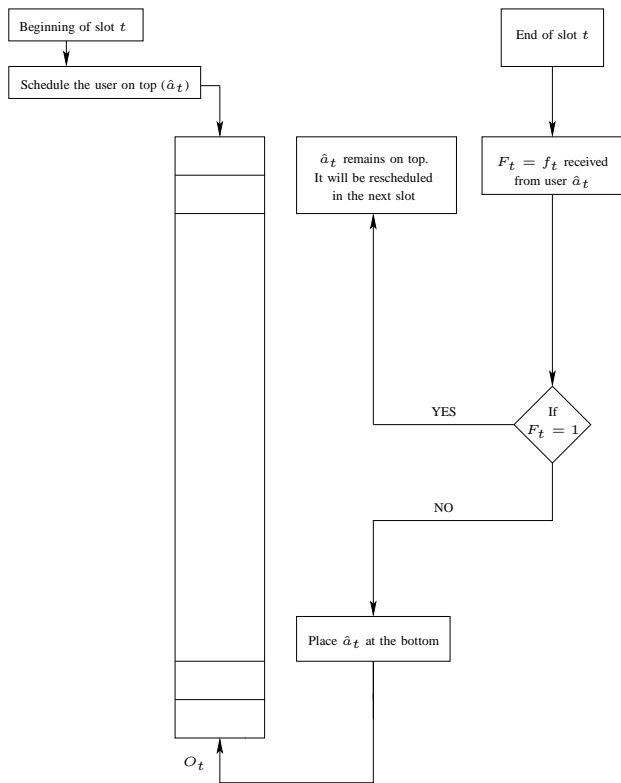 Beginning of slot t
Schedule the user on top (â_t)
End of slot t
â_t remains on top.
It will be rescheduled
in the next slot
F_t = f_t received
from user â_t
YES
If
F_t = 1
NO
Place â_t at the bottom
O_t